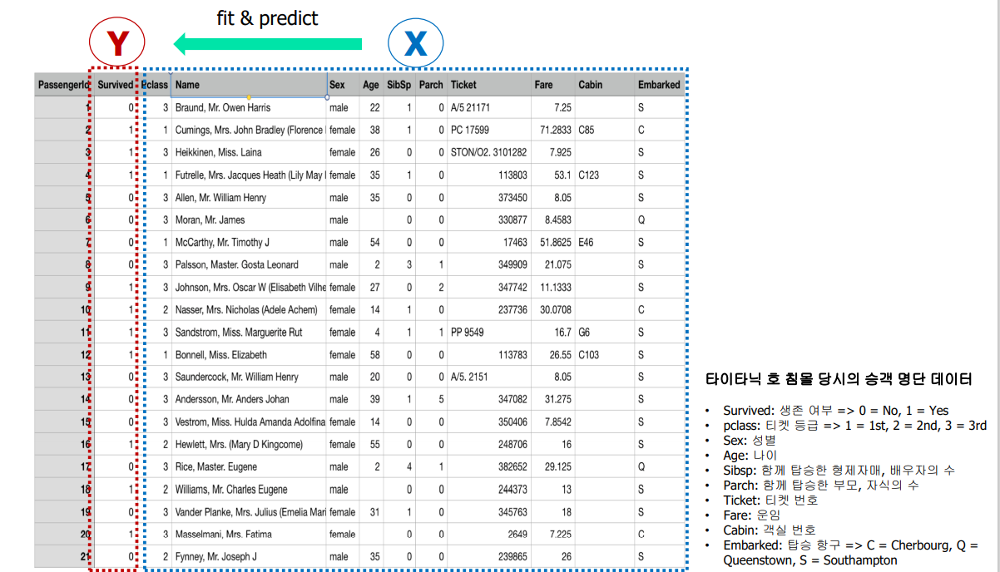 fit & predict
Y
X
PassengerId Survived Pclass Name Sex Age SibSp Parch Ticket Fare Cabin Embarked
1 0 3 Braund, Mr. Owen Harris male 22 1 0 A/5 21171 7.25 S
2 1 1 Cumings, Mrs. John Bradley (Florence female 38 1 0 PC 17599 71.2833 C85 C
3 1 3 Heikkinen, Miss. Laina female 26 0 0 STON/O2. 3101282 7.925 S
4 1 1 Futrelle, Mrs. Jacques Heath (Lily May female 35 1 0 113803 53.1 C123 S
5 0 3 Allen, Mr. William Henry male 35 0 0 373450 8.05 S
6 0 3 Moran, Mr. James male 0 0 330877 8.4583 Q
7 0 1 McCarthy, Mr. Timothy J male 54 0 0 17463 51.8625 E46 S
8 0 3 Palsson, Master. Gosta Leonard male 2 3 1 349909 21.075 S
9 1 3 Johnson, Mrs. Oscar W (Elisabeth Vilhe female 27 0 2 347742 11.1333 S
10 1 2 Nasser, Mrs. Nicholas (Adele Achem) female 14 1 0 237736 30.0708 C
11 1 3 Sandstrom, Miss. Marguerite Rut female 4 1 1 PP 9549 16.7 G6 S
12 1 1 Bonnell, Miss. Elizabeth female 58 0 0 113783 26.55 C103 S
13 0 3 Saundercock, Mr. William Henry male 20 0 0 A/5. 2151 8.05 S
14 0 3 Andersson, Mr. Anders Johan male 39 1 5 347082 31.275 S
15 0 3 Vestrom, Miss. Hulda Amanda Adolfina female 14 0 0 350406 7.8542 S
16 1 2 Hewlett, Mrs. (Mary D Kingcome) female 55 0 0 248706 16 S
17 0 3 Rice, Master. Eugene male 2 4 1 382652 29.125 Q
18 1 2 Williams, Mr. Charles Eugene male 0 0 244373 13 S
19 0 3 Vander Planke, Mrs. Julius (Emelia Mari female 31 1 0 345763 18 S
20 1 3 Masselmani, Mrs. Fatima female 0 0 2649 7.225 C
21 0 2 Fynney, Mr. Joseph J male 35 0 0 239865 26 S
타이타닉 호 침몰 당시의 승객 명단 데이터
• Survived: 생존 여부 => 0 = No, 1 = Yes
• pclass: 티켓 등급 => 1 = 1st, 2 = 2nd, 3 = 3rd
• Sex: 성별
• Age: 나이
• Sibsp: 함께 탑승한 형제자매, 배우자의 수
• Parch: 함께 탑승한 부모, 자식의 수
• Ticket: 티켓 번호
• Fare: 운임
• Cabin: 객실 번호
• Embarked: 탑승 항구 => C = Cherbourg, Q =
Queenstown, S = Southampton